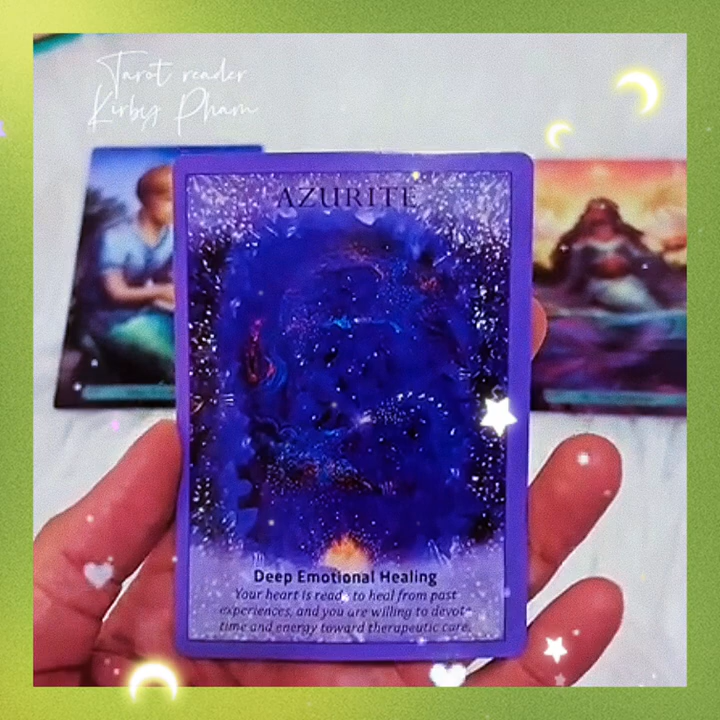 Tarot reader
Kirby Pham
AZURITE
Deep Emotional Healing
Your heart is ready to heal from past
experiences, and you are willing to devote
time and energy toward therapeutic care.